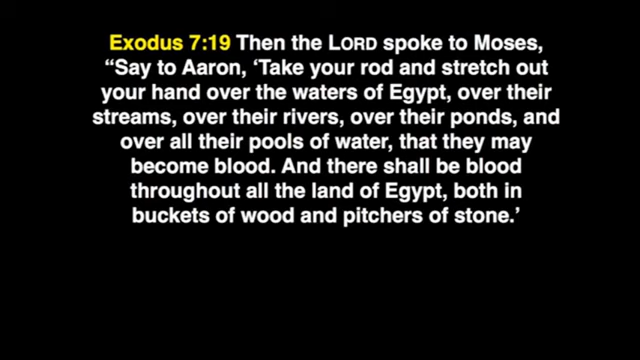 Exodus 7:19 Then the LORD spoke to Moses,
“Say to Aaron, ‘Take your rod and stretch out
your hand over the waters of Egypt, over their
streams, over their rivers, over their ponds, and
over all their pools of water, that they may
become blood. And there shall be blood
throughout all the land of Egypt, both in
buckets of wood and pitchers of stone.’